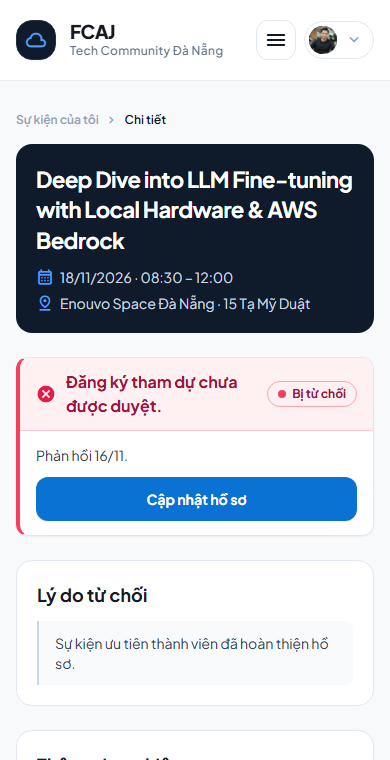 FCAJ
Tech Community Đà Nẵng
Sự kiện của tôi > Chi tiết
Deep Dive into LLM Fine-tuning
with Local Hardware & AWS
Bedrock
18/11/2026 · 08:30 – 12:00
Enouvo Space Đà Nẵng · 15 Tạ Mỹ Duật
Đăng ký tham dự chưa
được duyệt.
Bị từ chối
Phản hồi 16/11.
Cập nhật hồ sơ
Lý do từ chối
Sự kiện ưu tiên thành viên đã hoàn thiện hồ
sơ.